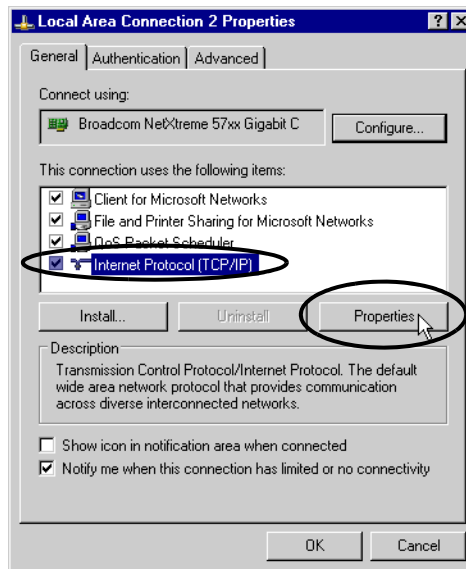 Local Area Connection 2 Properties
General Authentication Advanced
Connect using:
Broadcom NetXtreme 57xx Gigabit C
Configure...
This connection uses the following items:
Client for Microsoft Networks
File and Printer Sharing for Microsoft Networks
QoS Packet Scheduler
Internet Protocol (TCP/IP)
Install... Uninstall Properties
Description
Transmission Control Protocol/Internet Protocol. The default
wide area network protocol that provides communication
across diverse interconnected networks.
Show icon in notification area when connected
Notify me when this connection has limited or no connectivity
OK Cancel